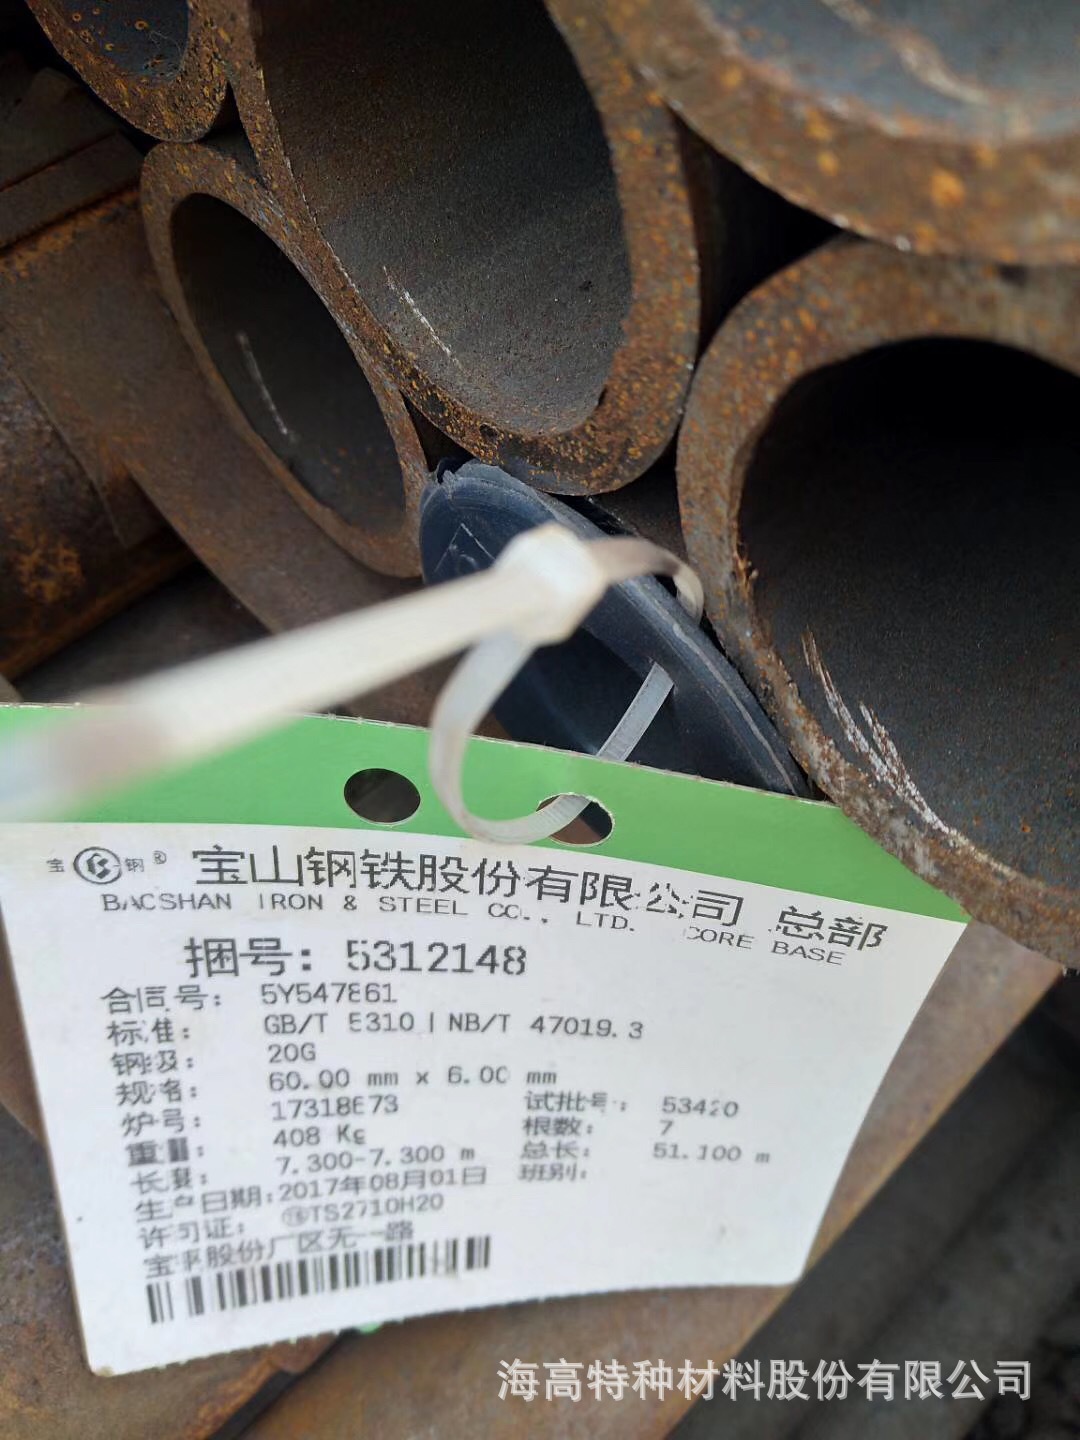 宝 钢 ® 宝山钢铁股份有限公司 总部
BAOSHAN IRON & STEEL CO., LTD. CORE BASE
捆号: 5312148
合同号: 5Y547861
标准: GB/T 5310 | NB/T 47019.3
钢级: 20G
规格: 60.00 mm x 6.00 mm
炉号: 17318673 试批号: 53420
重量: 408 Kg 根数: 7
长度: 7.300-7.300 m 总长: 51.100 m
生产日期: 2017年08月01日 班别:
许可证: TS2710H20
宝钢股份厂区无一路
海高特种材料股份有限公司